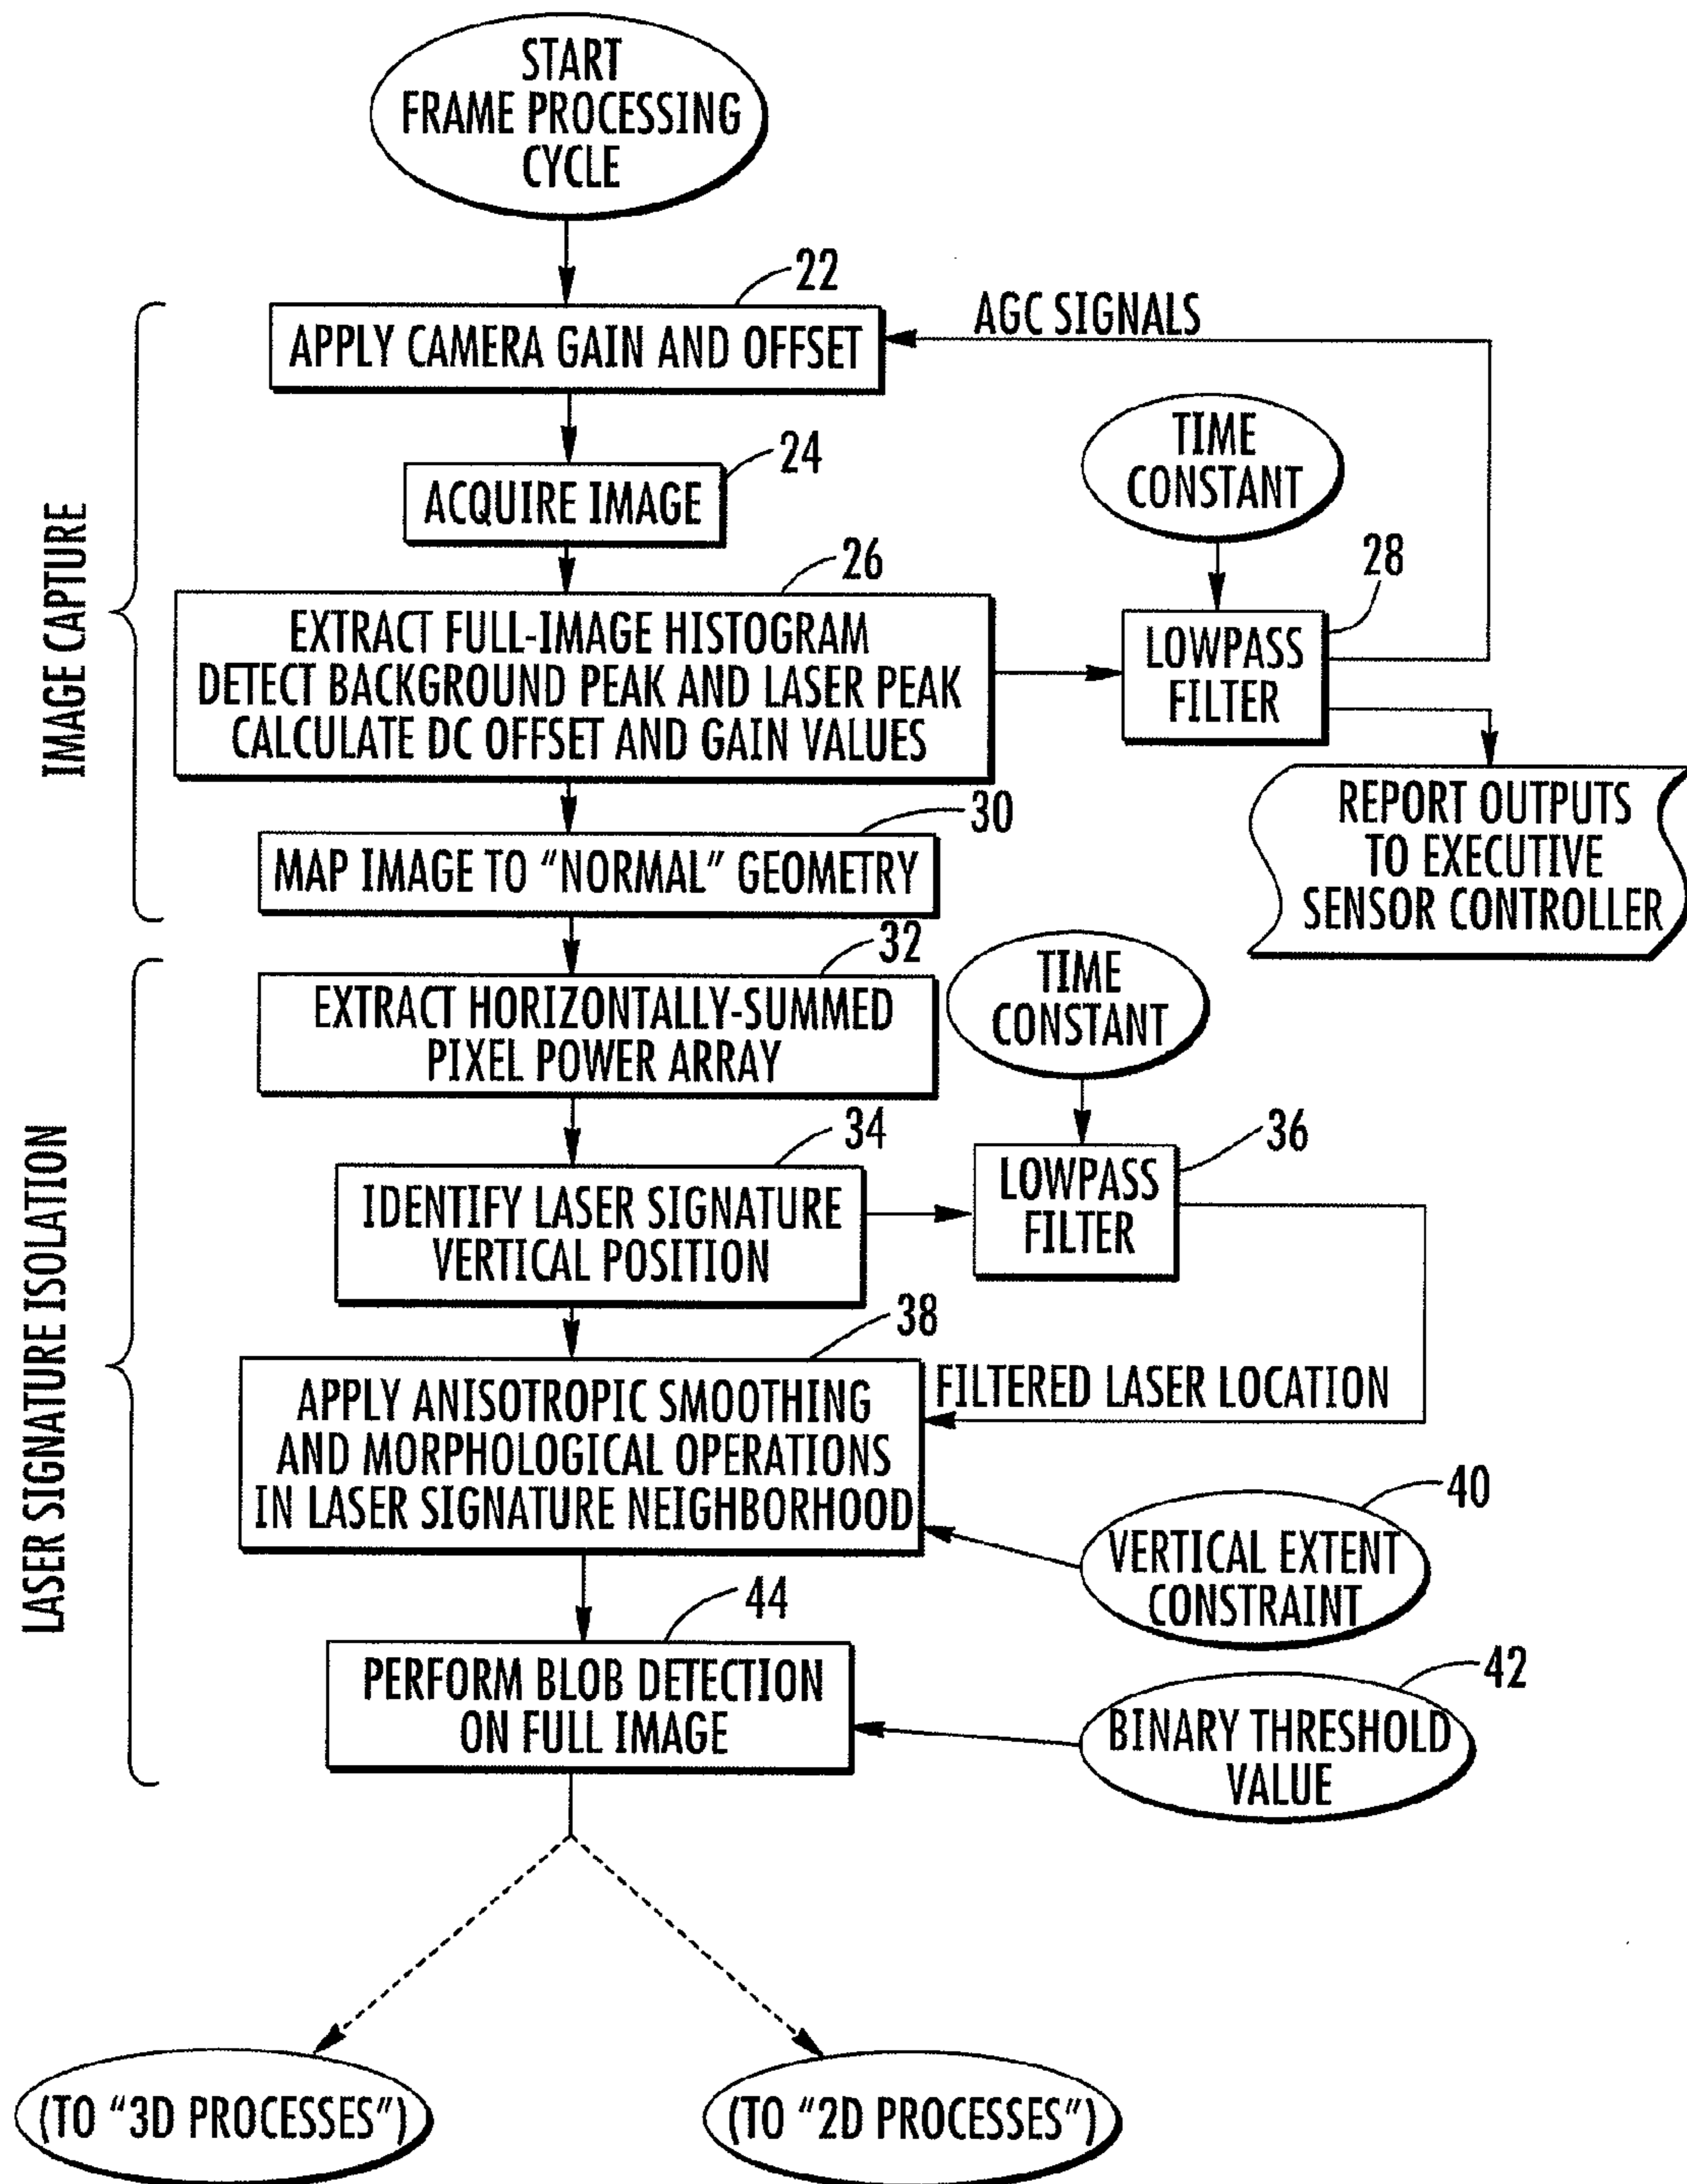 START
FRAME PROCESSING
CYCLE
22
APPLY CAMERA GAIN AND OFFSET
AGC SIGNALS
24
ACQUIRE IMAGE
TIME
CONSTANT
26
EXTRACT FULL-IMAGE HISTOGRAM
DETECT BACKGROUND PEAK AND LASER PEAK
CALCULATE DC OFFSET AND GAIN VALUES
28
LOWPASS
FILTER
REPORT OUTPUTS
TO EXECUTIVE
SENSOR CONTROLLER
30
MAP IMAGE TO “NORMAL” GEOMETRY
IMAGE CAPTURE
32
EXTRACT HORIZONTALLY-SUMMED
PIXEL POWER ARRAY
TIME
CONSTANT
34
IDENTIFY LASER SIGNATURE
VERTICAL POSITION
36
LOWPASS
FILTER
38
APPLY ANISOTROPIC SMOOTHING
AND MORPHOLOGICAL OPERATIONS
IN LASER SIGNATURE NEIGHBORHOOD
FILTERED LASER LOCATION
40
VERTICAL EXTENT
CONSTRAINT
44
PERFORM BLOB DETECTION
ON FULL IMAGE
42
BINARY THRESHOLD
VALUE
LASER SIGNATURE ISOLATION
(TO “3D PROCESSES”)
(TO “2D PROCESSES”)